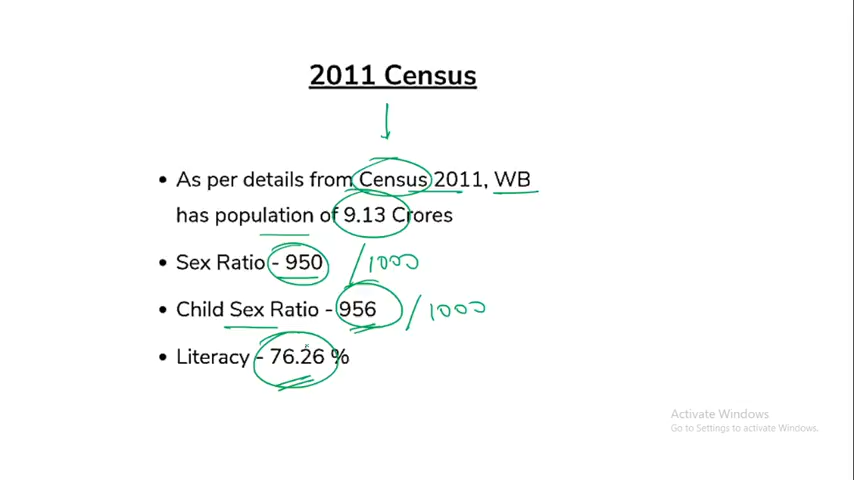 2011 Census
• As per details from Census 2011, WB
has population of 9.13 Crores
• Sex Ratio - 950 /1000
• Child Sex Ratio - 956 /1000
• Literacy - 76.26 %
Activate Windows
Go to Settings to activate Windows.